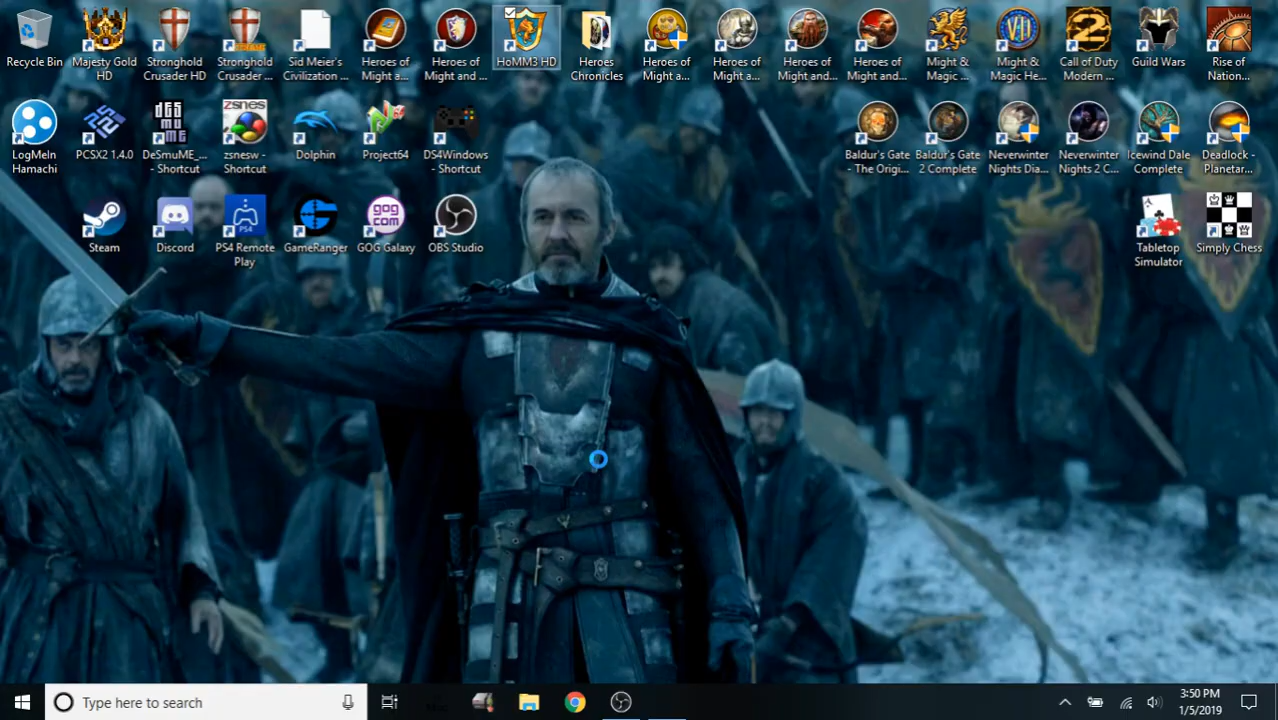 Recycle Bin
Majesty Gold HD
Stronghold Crusader HD
Stronghold Crusader ...
Sid Meier's Civilization ...
Heroes of Might a...
Heroes of Might and ...
HoMM3 HD
Heroes Chronicles
Heroes of Might a...
Heroes of Might a...
Heroes of Might and...
Heroes of Might and...
Might & Magic ...
Might & Magic He...
Call of Duty Modern ...
Guild Wars
Rise of Nation...
LogMeIn Hamachi
PCSX2 1.4.0
DeSmuME_... - Shortcut
zsnesw - Shortcut
Dolphin
Project64
DS4Windows - Shortcut
Baldur's Gate - The Origi...
Baldur's Gate 2 Complete
Neverwinter Nights Dia...
Neverwinter Nights 2 C...
Icewind Dale Complete
Deadlock - Planetar...
Steam
Discord
PS4 Remote Play
GameRanger
GOG Galaxy
OBS Studio
Tabletop Simulator
Simply Chess
Type here to search
3:50 PM
1/5/2019